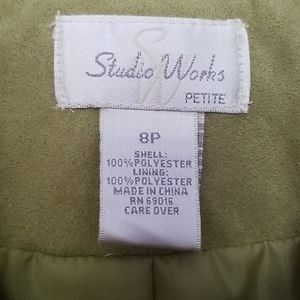 Studio Works
PETITE
8P
SHELL:
100%POLYESTER
LINING:
100%POLYESTER
MADE IN CHINA
RN 69016
CARE OVER